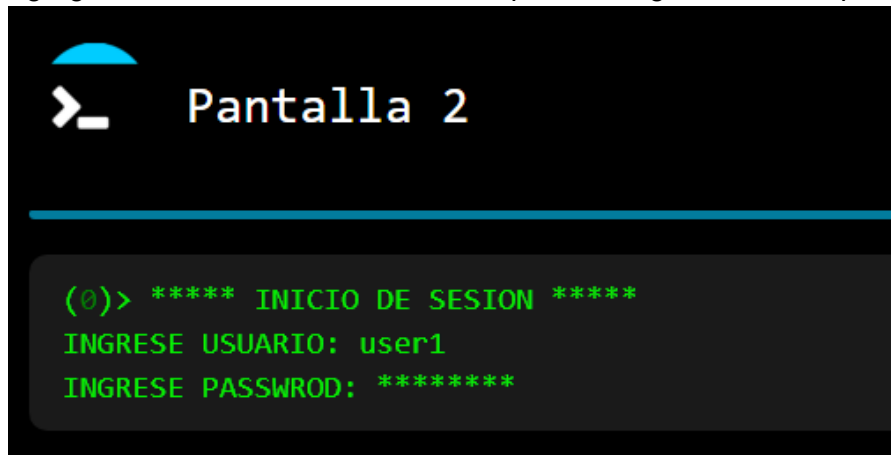 Pantalla 2
(0)> ***** INICIO DE SESION *****
INGRESE USUARIO: user1
INGRESE PASSWROD: ********